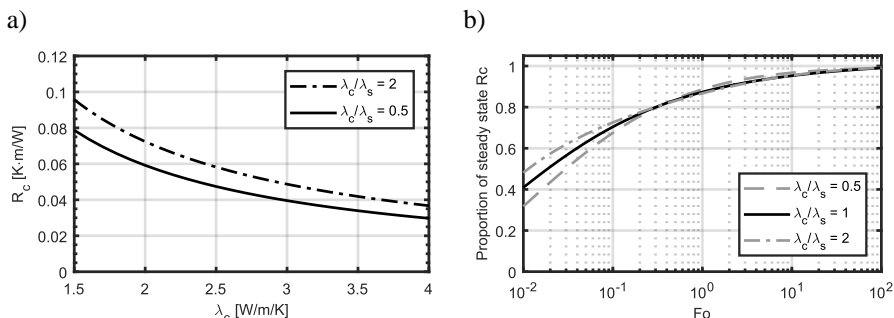 a)
0.12
0.1
0.08
0.06
0.04
0.02
0
R_c [K·m/W]
1.5 2 2.5 3 3.5 4
λ_c [W/m/K]
λ_c/λ_s = 2
λ_c/λ_s = 0.5
b)
1
0.8
0.6
0.4
0.2
0
Proportion of steady state Rc
10^-2 10^-1 10^0 10^1 10^2
Fo
λ_c/λ_s = 0.5
λ_c/λ_s = 1
λ_c/λ_s = 2